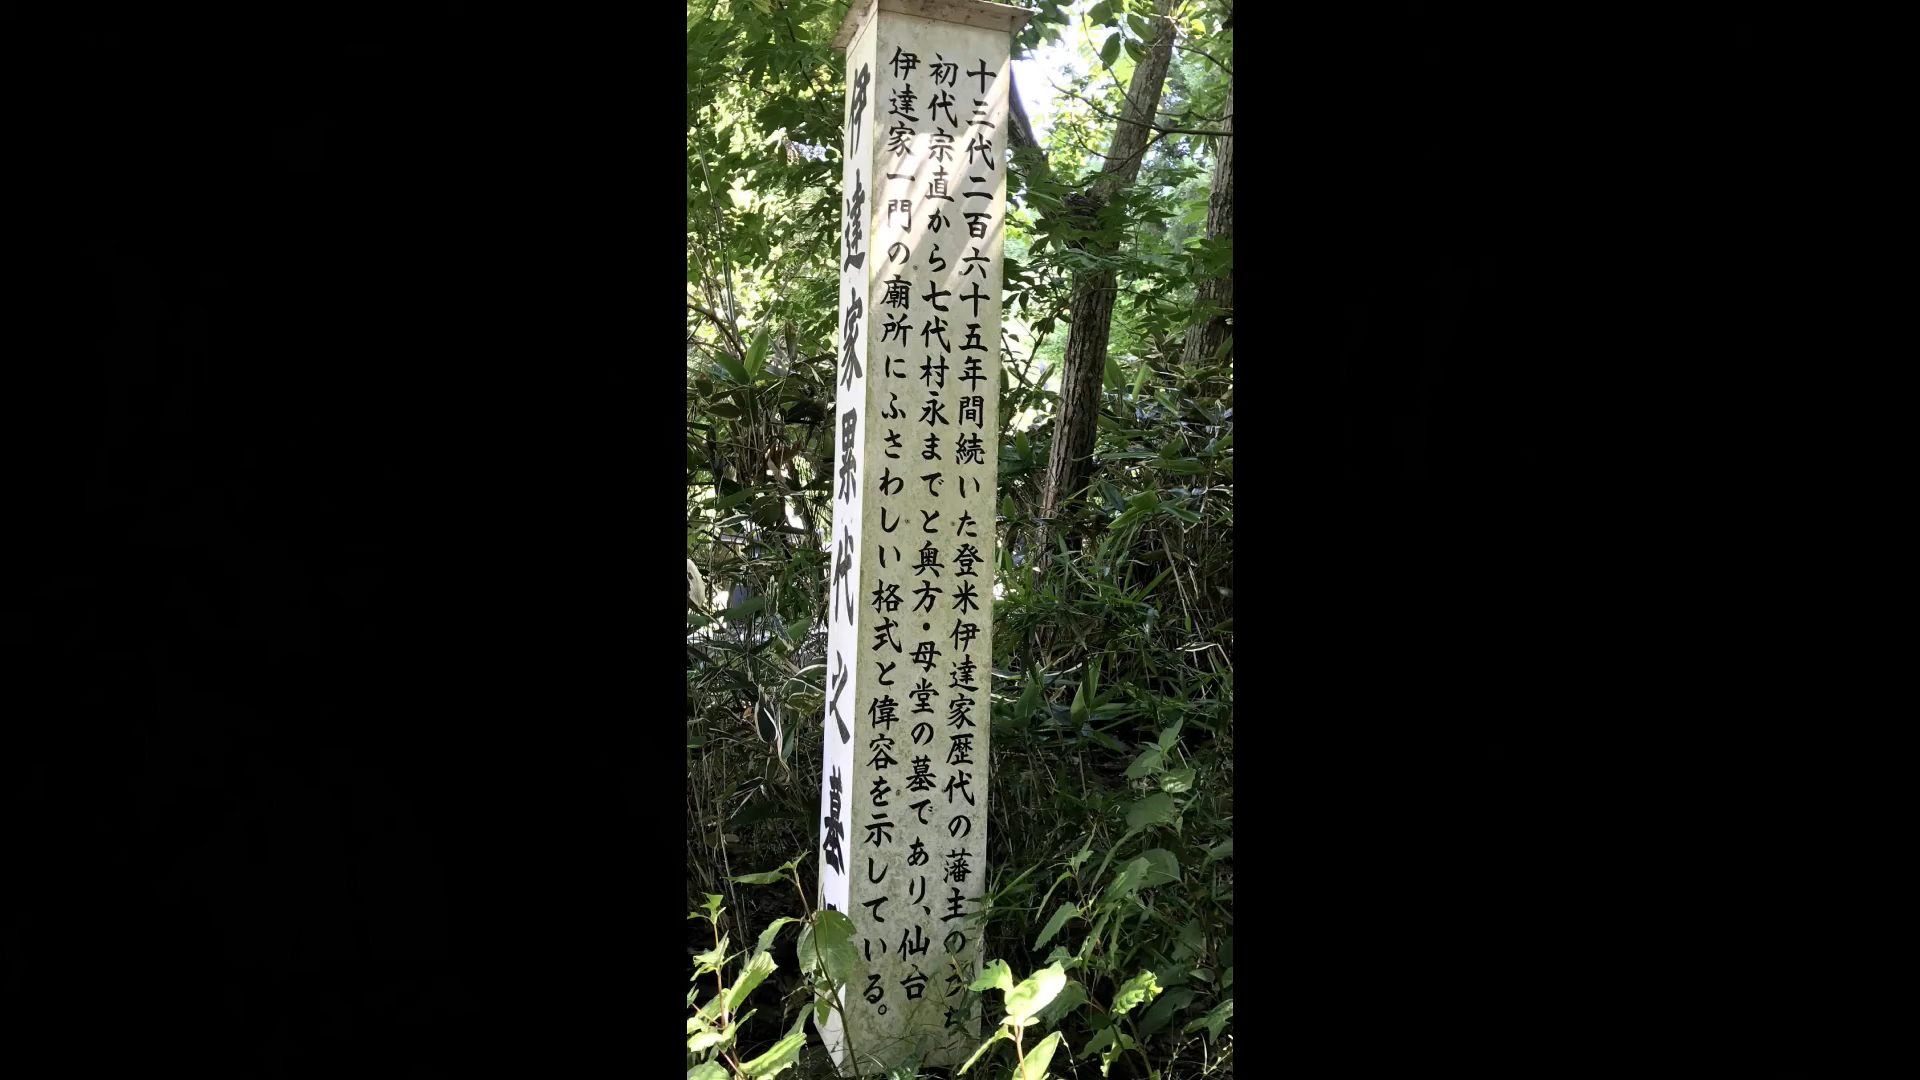 伊達家累代之墓
十三代二百六十五年間続いた登米伊達家歴代の藩主のうち
初代宗直から七代村永までと奥方・母堂の墓であり、仙台
伊達家一門の廟所にふさわしい格式と偉容を示している。